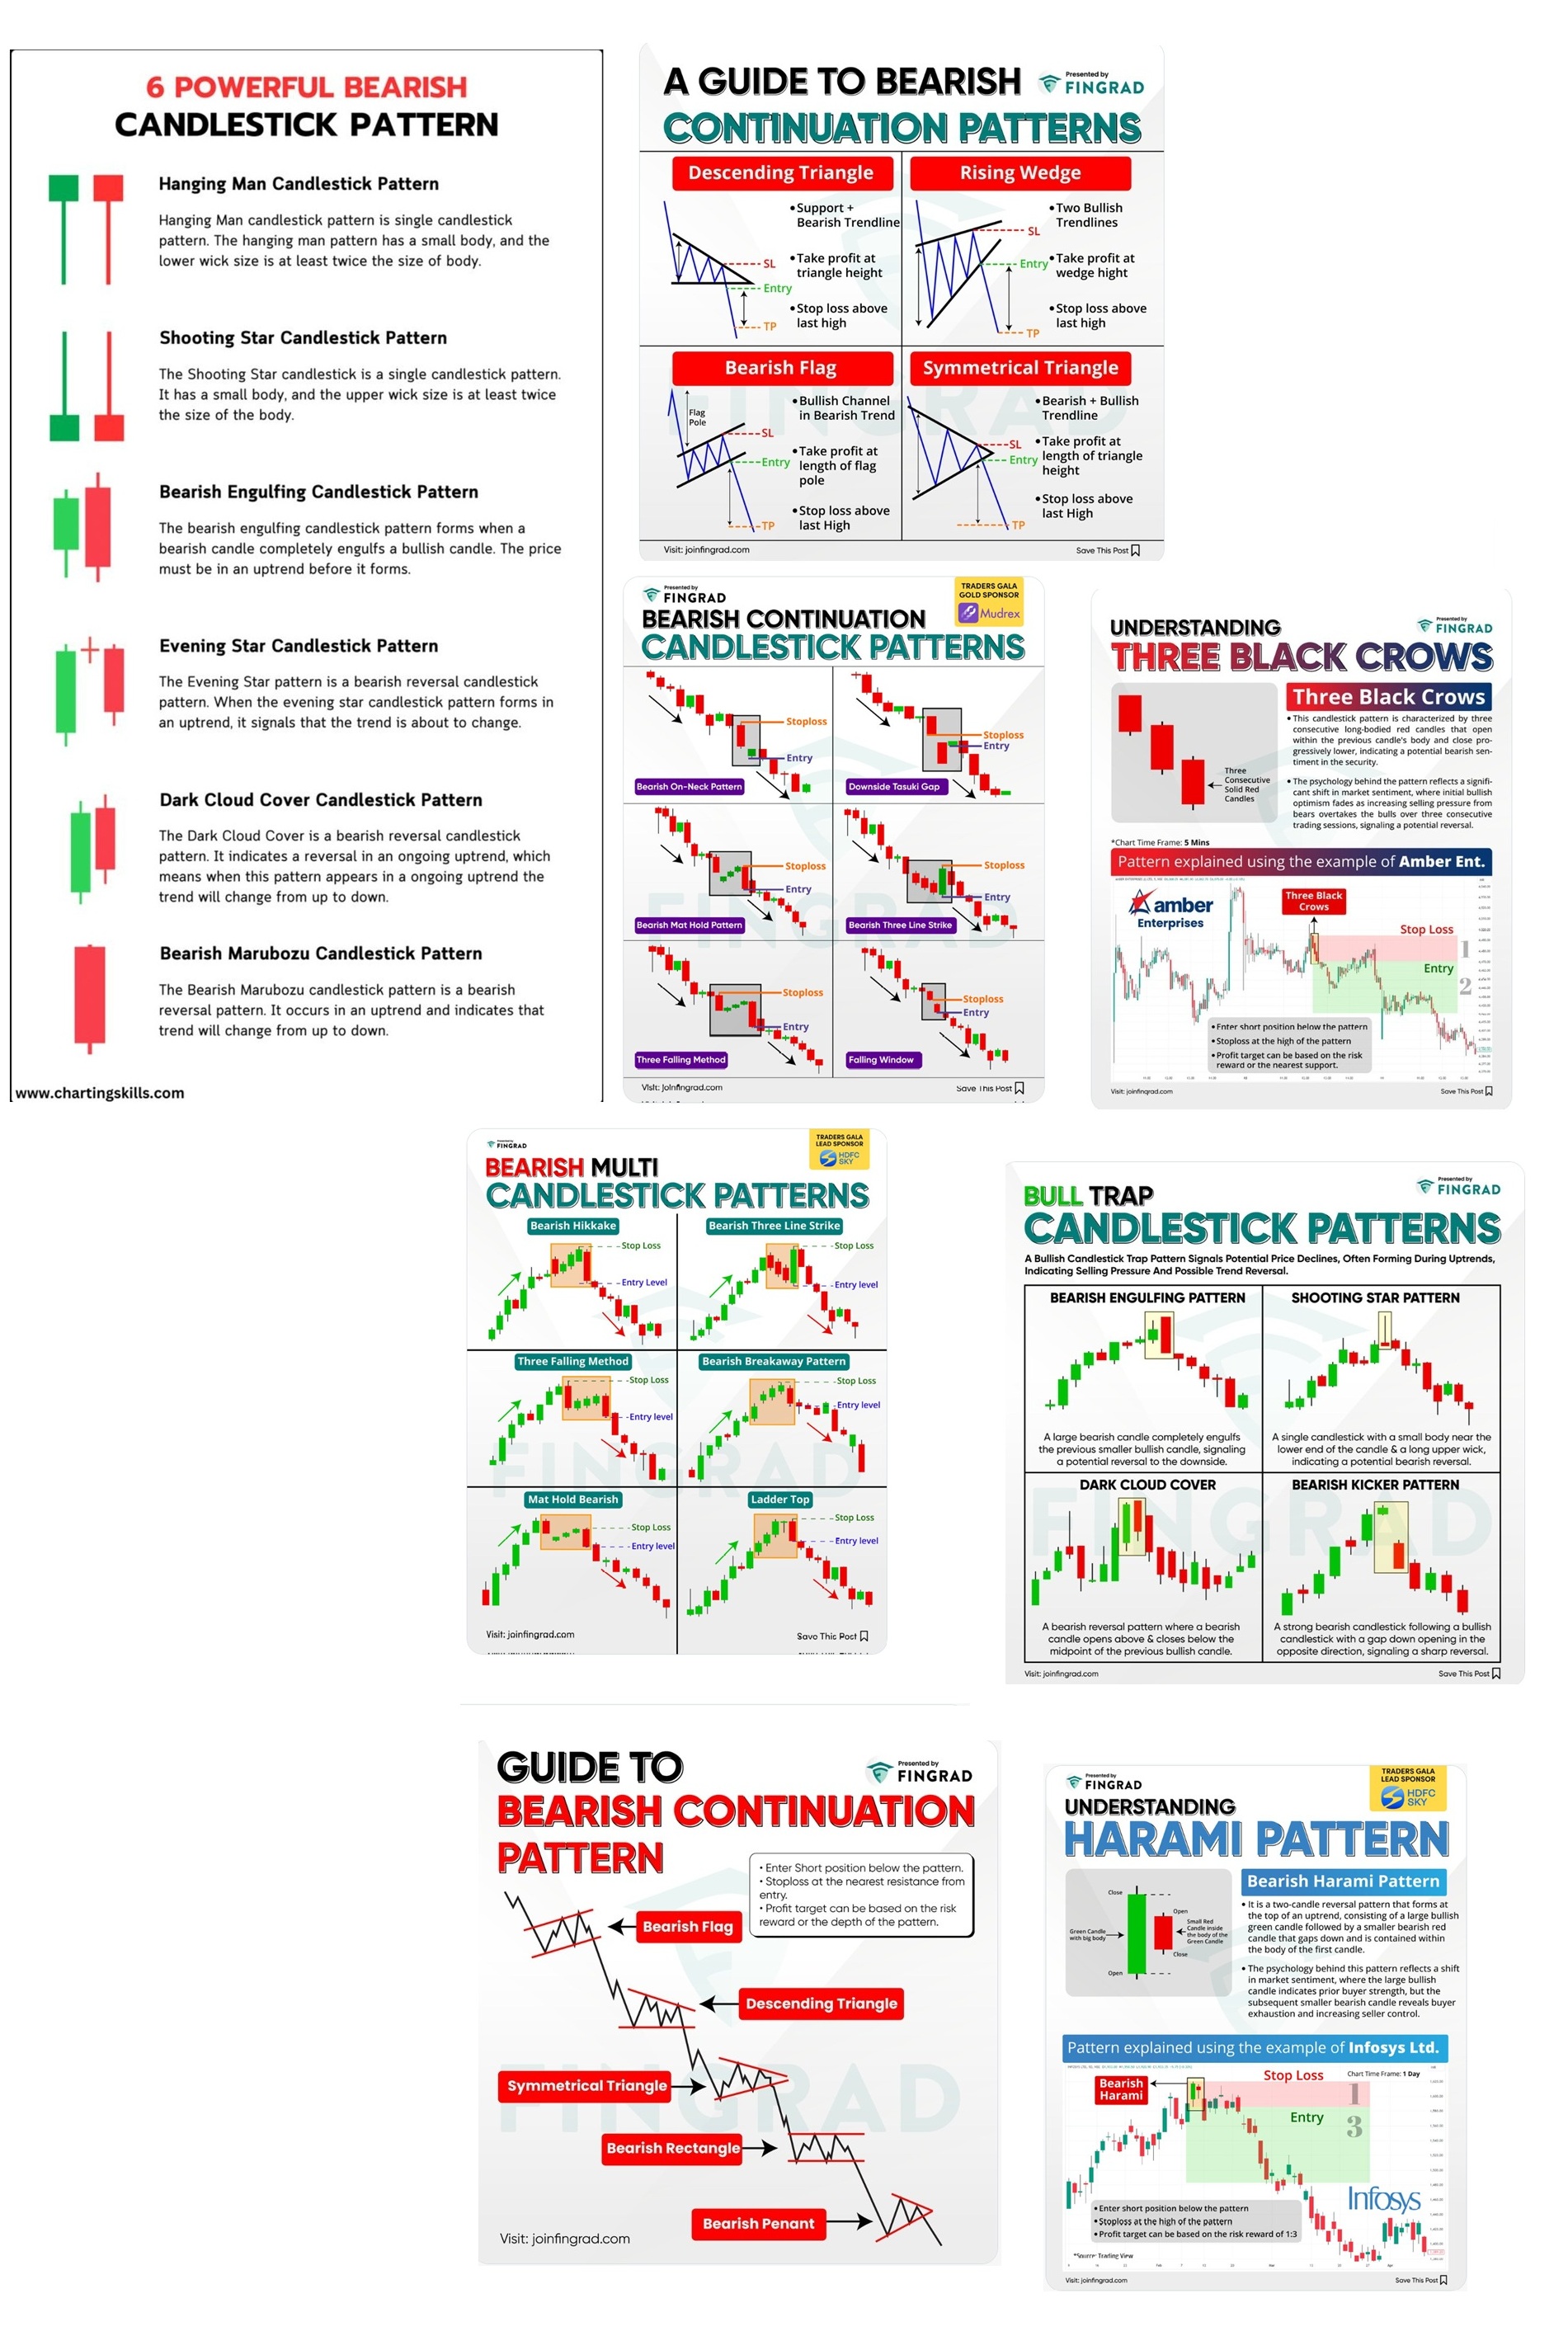 6 POWERFUL BEARISH
CANDLESTICK PATTERN
Hanging Man Candlestick Pattern
Hanging Man candlestick pattern is single candlestick
pattern. The hanging man pattern has a small body, and the
lower wick size is at least twice the size of body.
Shooting Star Candlestick Pattern
The Shooting Star candlestick is a single candlestick pattern.
It has a small body, and the upper wick size is at least twice
the size of the body.
Bearish Engulfing Candlestick Pattern
The bearish engulfing candlestick pattern forms when a
bearish candle completely engulfs a bullish candle. The price
must be in an uptrend before it forms.
Evening Star Candlestick Pattern
The Evening Star pattern is a bearish reversal candlestick
pattern. When the evening star candlestick pattern forms in
an uptrend, it signals that the trend is about to change.
Dark Cloud Cover Candlestick Pattern
The Dark Cloud Cover is a bearish reversal candlestick
pattern. It indicates a reversal in an ongoing uptrend, which
means when this pattern appears in a ongoing uptrend the
trend will change from up to down.
Bearish Marubozu Candlestick Pattern
The Bearish Marubozu candlestick pattern is a bearish
reversal pattern. It occurs in an uptrend and indicates that
trend will change from up to down.
www.chartingskills.com
A GUIDE TO BEARISH
CONTINUATION PATTERNS
Presented by
FINGRAD
Descending Triangle
• Support +
Bearish Trendline
• Take profit at
triangle height
• Stop loss above
last high
SL
Entry
TP
Rising Wedge
• Two Bullish
Trendlines
• Take profit at
wedge hight
• Stop loss above
last high
SL
Entry
TP
Bearish Flag
Flag
Pole
• Bullish Channel
in Bearish Trend
• Take profit at
length of flag
pole
• Stop loss above
last High
SL
Entry
TP
Symmetrical Triangle
• Bearish + Bullish
Trendline
• Take profit at
length of triangle
height
• Stop loss above
last High
SL
Entry
TP
FINGRAD
Visit: joinfingrad.com
Save This Post
Presented by
FINGRAD
TRADERS GALA
GOLD SPONSOR
Mudrex
BEARISH CONTINUATION
CANDLESTICK PATTERNS
Stoploss
Entry
Bearish On-Neck Pattern
Stoploss
Entry
Downside Tasuki Gap
Stoploss
Entry
Bearish Mat Hold Pattern
Stoploss
Entry
Bearish Three Line Strike
Stoploss
Entry
Three Falling Method
Stoploss
Entry
Falling Window
FINGRAD
Visit: joinfingrad.com
Save This Post
UNDERSTANDING
THREE BLACK CROWS
Presented by
FINGRAD
Three Consecutive Solid Red Candles
Three Black Crows
• This candlestick pattern is characterized by three
consecutive long-bodied red candles that open
within the previous candle's body and close pro-
gressively lower, indicating a potential bearish sen-
timent in the security.
• The psychology behind the pattern reflects a signifi-
cant shift in market sentiment, where initial bullish
optimism fades as increasing selling pressure from
bears overtakes the bulls over three consecutive
trading sessions, signaling a potential reversal.
*Chart Time Frame: 5 Mins
Pattern explained using the example of Amber Ent.
amber
Enterprises
Three Black
Crows
Stop Loss
1
Entry
2
• Enter short position below the pattern
• Stoploss at the high of the pattern
• Profit target can be based on the risk
reward or the nearest support.
Visit: joinfingrad.com
Save This Post
Presented by
FINGRAD
TRADERS GALA
LEAD SPONSOR
HDFC
SKY
BEARISH MULTI
CANDLESTICK PATTERNS
Bearish Hikkake
Stop Loss
Entry Level
Bearish Three Line Strike
Stop Loss
Entry level
Three Falling Method
Stop Loss
Entry level
Bearish Breakaway Pattern
Stop Loss
Entry level
Mat Hold Bearish
Stop Loss
Entry level
Ladder Top
Stop Loss
Entry level
FINGRAD
Visit: joinfingrad.com
Save This Post
BULL TRAP
CANDLESTICK PATTERNS
Presented by
FINGRAD
A Bullish Candlestick Trap Pattern Signals Potential Price Declines, Often Forming During Uptrends,
Indicating Selling Pressure And Possible Trend Reversal.
BEARISH ENGULFING PATTERN
A large bearish candle completely engulfs
the previous smaller bullish candle, signaling
a potential reversal to the downside.
SHOOTING STAR PATTERN
A single candlestick with a small body near the
lower end of the candle & a long upper wick,
indicating a potential bearish reversal.
DARK CLOUD COVER
A bearish reversal pattern where a bearish
candle opens above & closes below the
midpoint of the previous bullish candle.
BEARISH KICKER PATTERN
A strong bearish candlestick following a bullish
candlestick with a gap down opening in the
opposite direction, signaling a sharp reversal.
FINGRAD
Visit: joinfingrad.com
Save This Post
GUIDE TO
BEARISH CONTINUATION
PATTERN
Presented by
FINGRAD
• Enter Short position below the pattern.
• Stoploss at the nearest resistance from
entry.
• Profit target can be based on the risk
reward or the depth of the pattern.
Bearish Flag
Descending Triangle
Symmetrical Triangle
Bearish Rectangle
Bearish Penant
FINGRAD
Visit: joinfingrad.com
Presented by
FINGRAD
TRADERS GALA
LEAD SPONSOR
HDFC
SKY
UNDERSTANDING
HARAMI PATTERN
Close
Green Candle
with big body
Open
Open
Small Red
Candle inside
the body of the
Green Candle
Close
Bearish Harami Pattern
• It is a two-candle reversal pattern that forms at
the top of an uptrend, consisting of a large bullish
green candle followed by a smaller bearish red
candle that gaps down and is contained within
the body of the first candle.
• The psychology behind this pattern reflects a shift
in market sentiment, where the large bullish
candle indicates prior buyer strength, but the
subsequent smaller bearish candle reveals buyer
exhaustion and increasing seller control.
Pattern explained using the example of Infosys Ltd.
Bearish
Harami
Stop Loss
Chart Time Frame: 1 Day
1
Entry
3
Infosys
• Enter short position below the pattern
• Stoploss at the high of the pattern
• Profit target can be based on the risk reward of 1:3
*Source: Trading View
Visit: joinfingrad.com
Save This Post